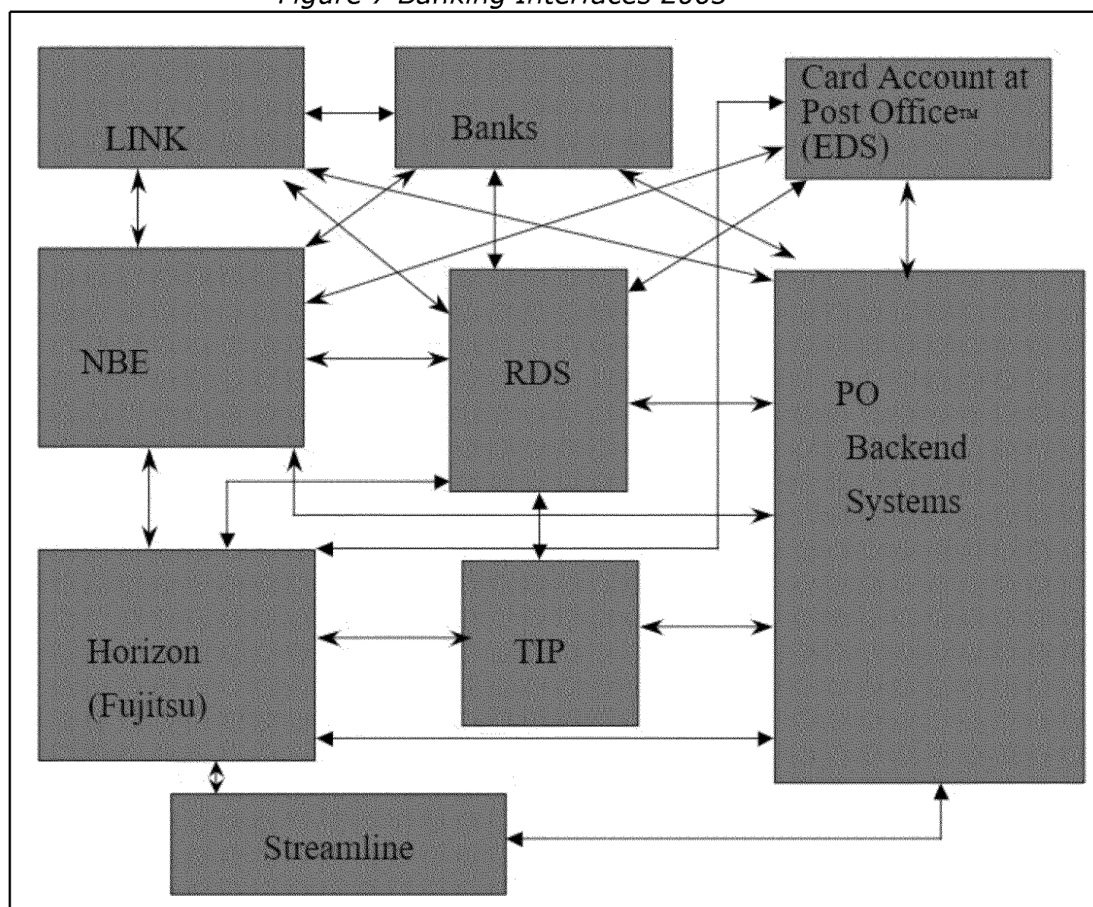 Figure 7 Banking Interfaces 2003
LINK
Banks
Card Account at
Post Office™
(EDS)
NBE
RDS
PO
Backend
Systems
Horizon
(Fujitsu)
TIP
Streamline